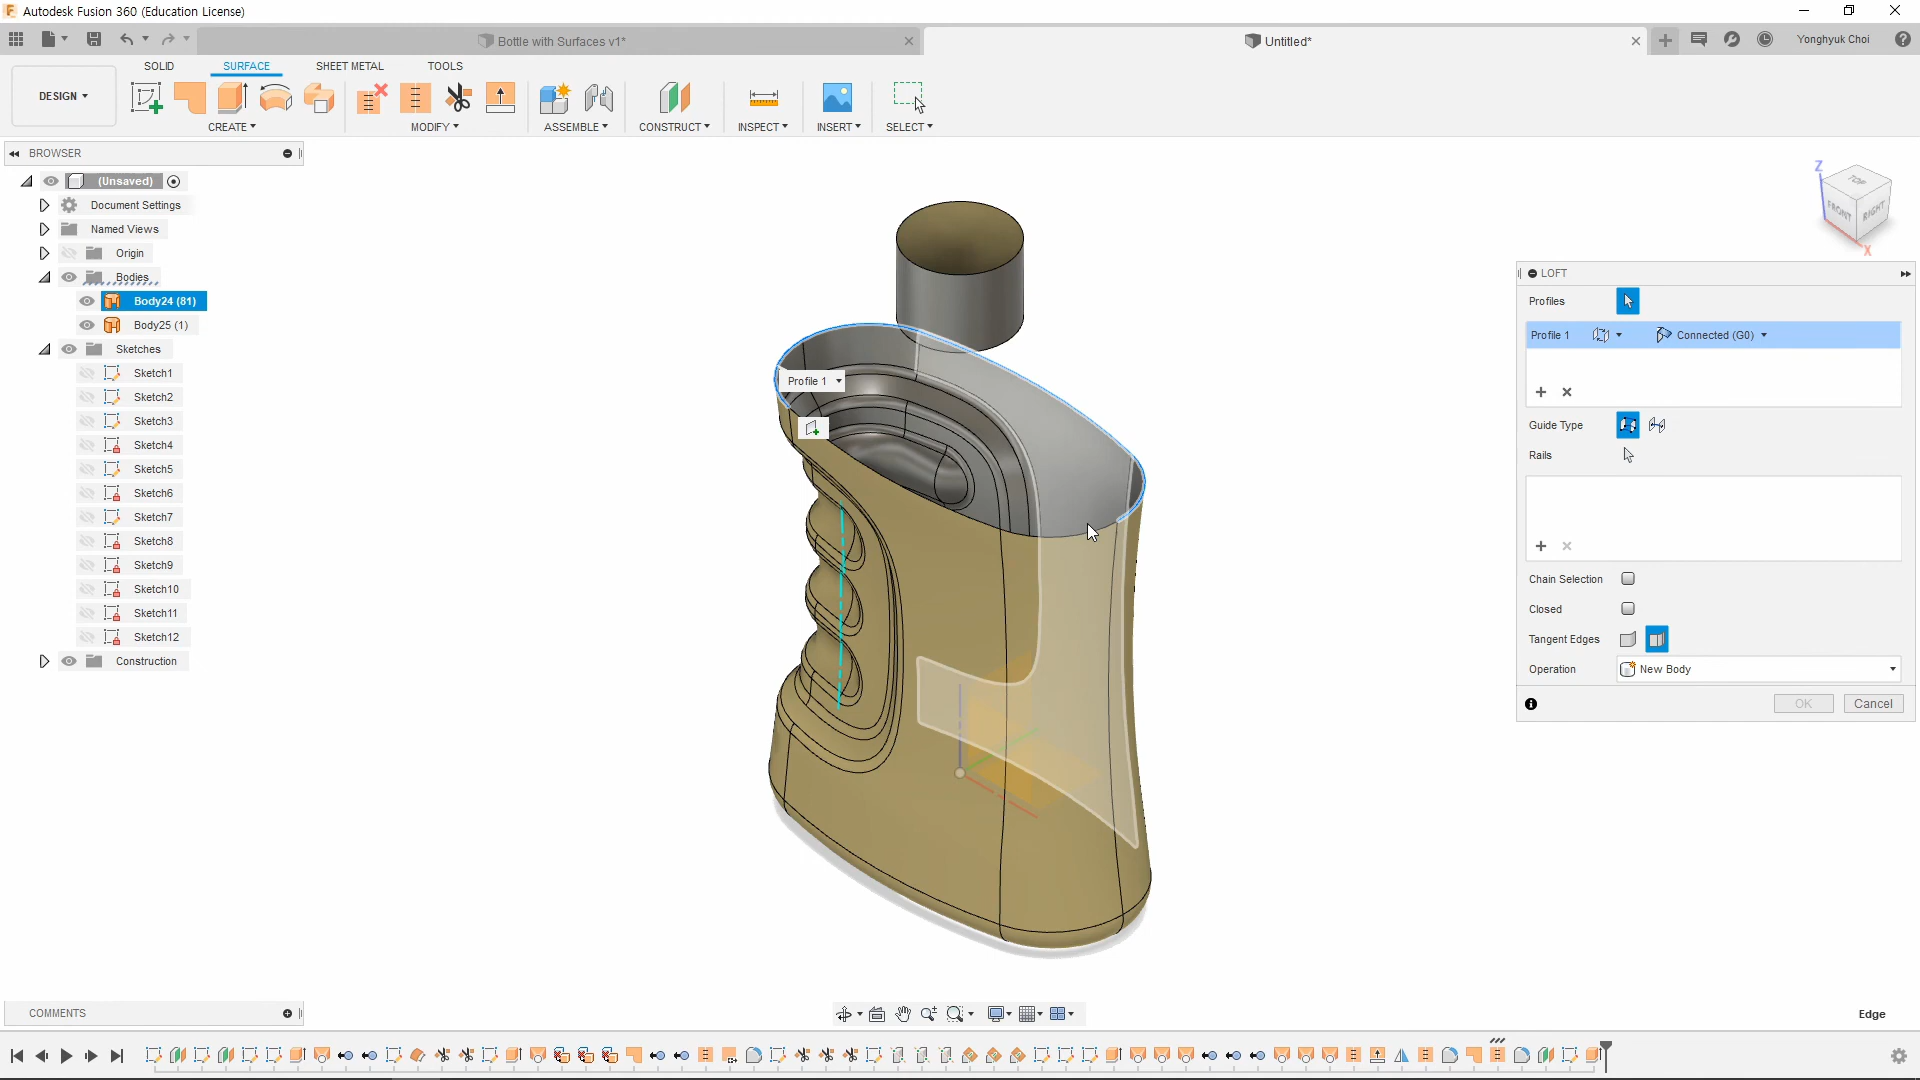 Autodesk Fusion 360 (Education License)
Bottle with Surfaces v1*
Untitled*
Yonghyuk Choi
SOLID
SURFACE
SHEET METAL
TOOLS
DESIGN
CREATE
MODIFY
ASSEMBLE
CONSTRUCT
INSPECT
INSERT
SELECT
BROWSER
(Unsaved)
Document Settings
Named Views
Origin
Bodies
Body24 (81)
Body25 (1)
Sketches
Sketch1
Sketch2
Sketch3
Sketch4
Sketch5
Sketch6
Sketch7
Sketch8
Sketch9
Sketch10
Sketch11
Sketch12
Construction
Profile 1
Z
TOP
FRONT
RIGHT
X
LOFT
Profiles
Profile 1
Connected (G0)
Guide Type
Rails
Chain Selection
Closed
Tangent Edges
Operation
New Body
OK
Cancel
COMMENTS
Edge